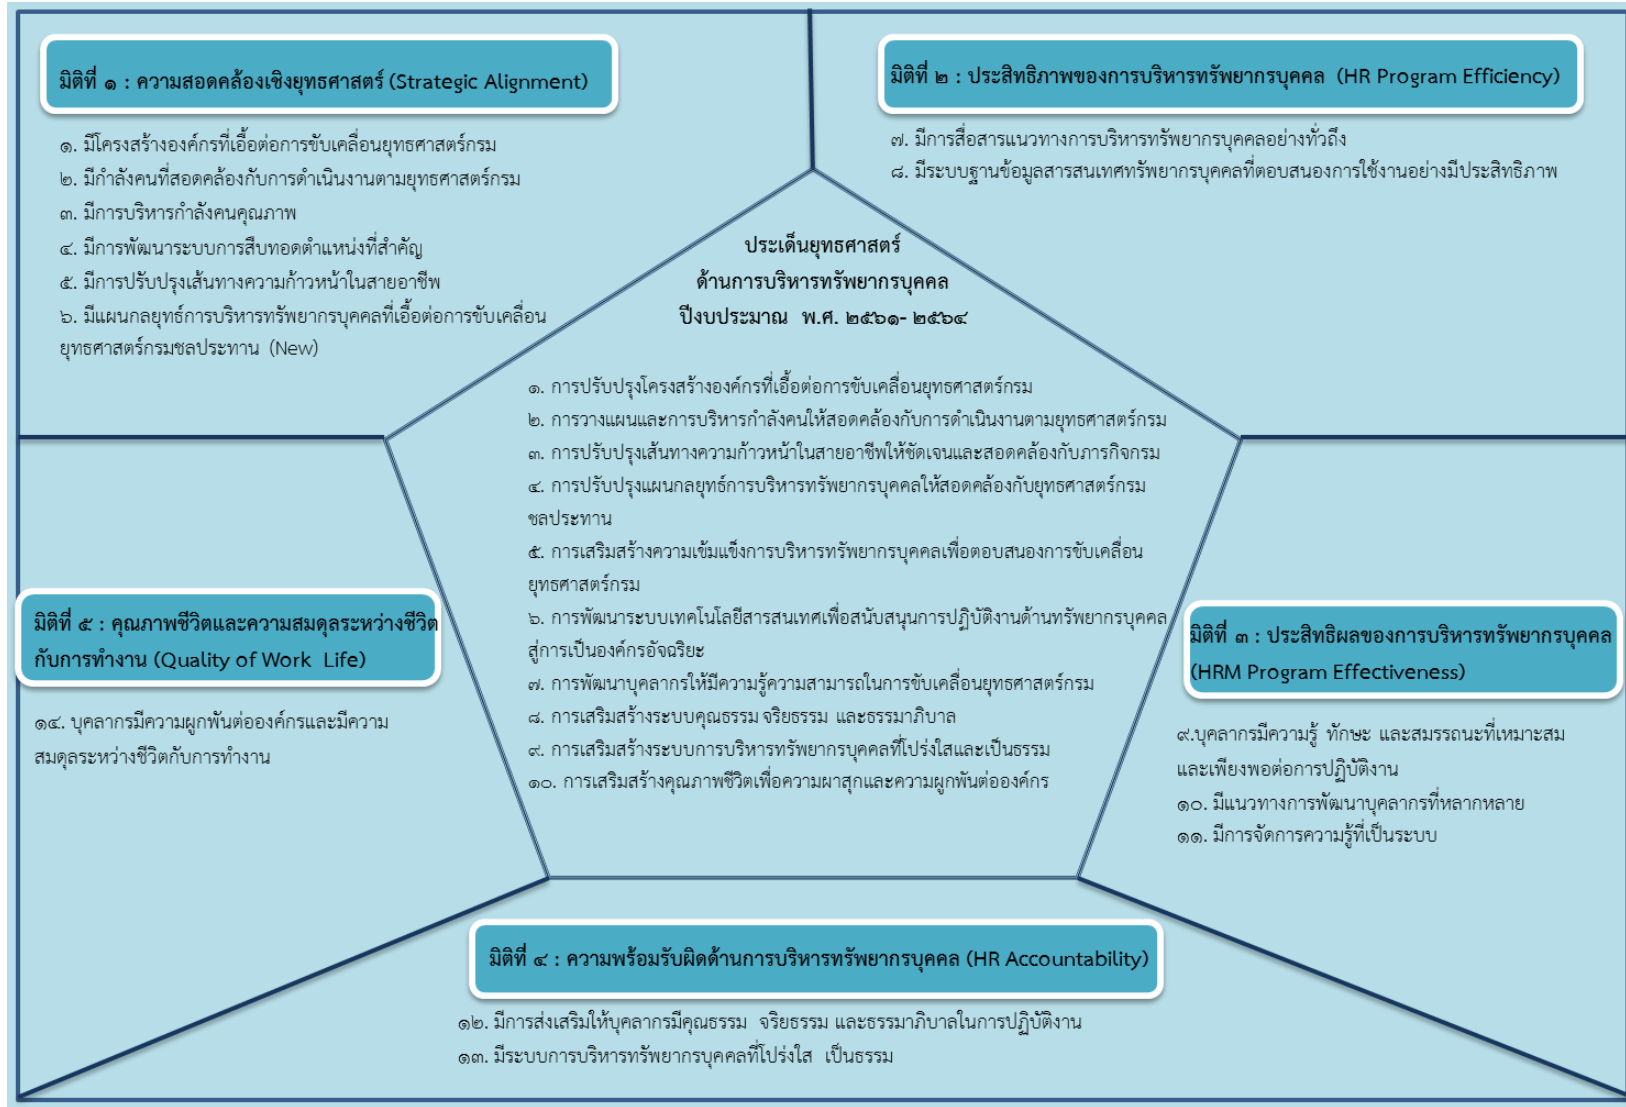 มิติที่ ๑ : ความสอดคล้องเชิงยุทธศาสตร์ (Strategic Alignment)
๑. มีโครงสร้างองค์กรที่เอื้อต่อการขับเคลื่อนยุทธศาสตร์กรม
๒. มีกำลังคนที่สอดคล้องกับการดำเนินงานตามยุทธศาสตร์กรม
๓. มีการบริหารกำลังคนคุณภาพ
๔. มีการพัฒนาระบบการสืบทอดตำแหน่งที่สำคัญ
๕. มีการปรับปรุงเส้นทางความก้าวหน้าในสายอาชีพ
๖. มีแผนกลยุทธ์การบริหารทรัพยากรบุคคลที่เอื้อต่อการขับเคลื่อน
ยุทธศาสตร์กรมชลประทาน (New)
มิติที่ ๒ : ประสิทธิภาพของการบริหารทรัพยากรบุคคล (HR Program Efficiency)
๗. มีการสื่อสารแนวทางการบริหารทรัพยากรบุคคลอย่างทั่วถึง
๘. มีระบบฐานข้อมูลสารสนเทศทรัพยากรบุคคลที่ตอบสนองการใช้งานอย่างมีประสิทธิภาพ
ประเด็นยุทธศาสตร์
ด้านการบริหารทรัพยากรบุคคล
ปีงบประมาณ พ.ศ. ๒๕๖๑- ๒๕๖๔
๑. การปรับปรุงโครงสร้างองค์กรที่เอื้อต่อการขับเคลื่อนยุทธศาสตร์กรม
๒. การวางแผนและการบริหารกำลังคนให้สอดคล้องกับการดำเนินงานตามยุทธศาสตร์กรม
๓. การปรับปรุงเส้นทางความก้าวหน้าในสายอาชีพให้ชัดเจนและสอดคล้องกับภารกิจกรม
๔. การปรับปรุงแผนกลยุทธ์การบริหารทรัพยากรบุคคลให้สอดคล้องกับยุทธศาสตร์กรม
ชลประทาน
๕. การเสริมสร้างความเข้มแข็งการบริหารทรัพยากรบุคคลเพื่อตอบสนองการขับเคลื่อน
ยุทธศาสตร์กรม
๖. การพัฒนาระบบเทคโนโลยีสารสนเทศเพื่อสนับสนุนการปฏิบัติงานด้านทรัพยากรบุคคล
สู่การเป็นองค์กรอัจฉริยะ
๗. การพัฒนาบุคลากรให้มีความรู้ความสามารถในการขับเคลื่อนยุทธศาสตร์กรม
๘. การเสริมสร้างระบบคุณธรรม จริยธรรม และธรรมาภิบาล
๙. การเสริมสร้างระบบการบริหารทรัพยากรบุคคลที่โปร่งใสและเป็นธรรม
๑๐. การเสริมสร้างคุณภาพชีวิตเพื่อความผาสุกและความผูกพันต่อองค์กร
มิติที่ ๕ : คุณภาพชีวิตและความสมดุลระหว่างชีวิต
กับการทำงาน (Quality of Work Life)
๑๔. บุคลากรมีความผูกพันต่อองค์กรและมีความ
สมดุลระหว่างชีวิตกับการทำงาน
มิติที่ ๓ : ประสิทธิผลของการบริหารทรัพยากรบุคคล
(HRM Program Effectiveness)
๙.บุคลากรมีความรู้ ทักษะ และสมรรถนะที่เหมาะสม
และเพียงพอต่อการปฏิบัติงาน
๑๐. มีแนวทางการพัฒนาบุคลากรที่หลากหลาย
๑๑. มีการจัดการความรู้ที่เป็นระบบ
มิติที่ ๔ : ความพร้อมรับผิดด้านการบริหารทรัพยากรบุคคล (HR Accountability)
๑๒. มีการส่งเสริมให้บุคลากรมีคุณธรรม จริยธรรม และธรรมาภิบาลในการปฏิบัติงาน
๑๓. มีระบบการบริหารทรัพยากรบุคคลที่โปร่งใส เป็นธรรม